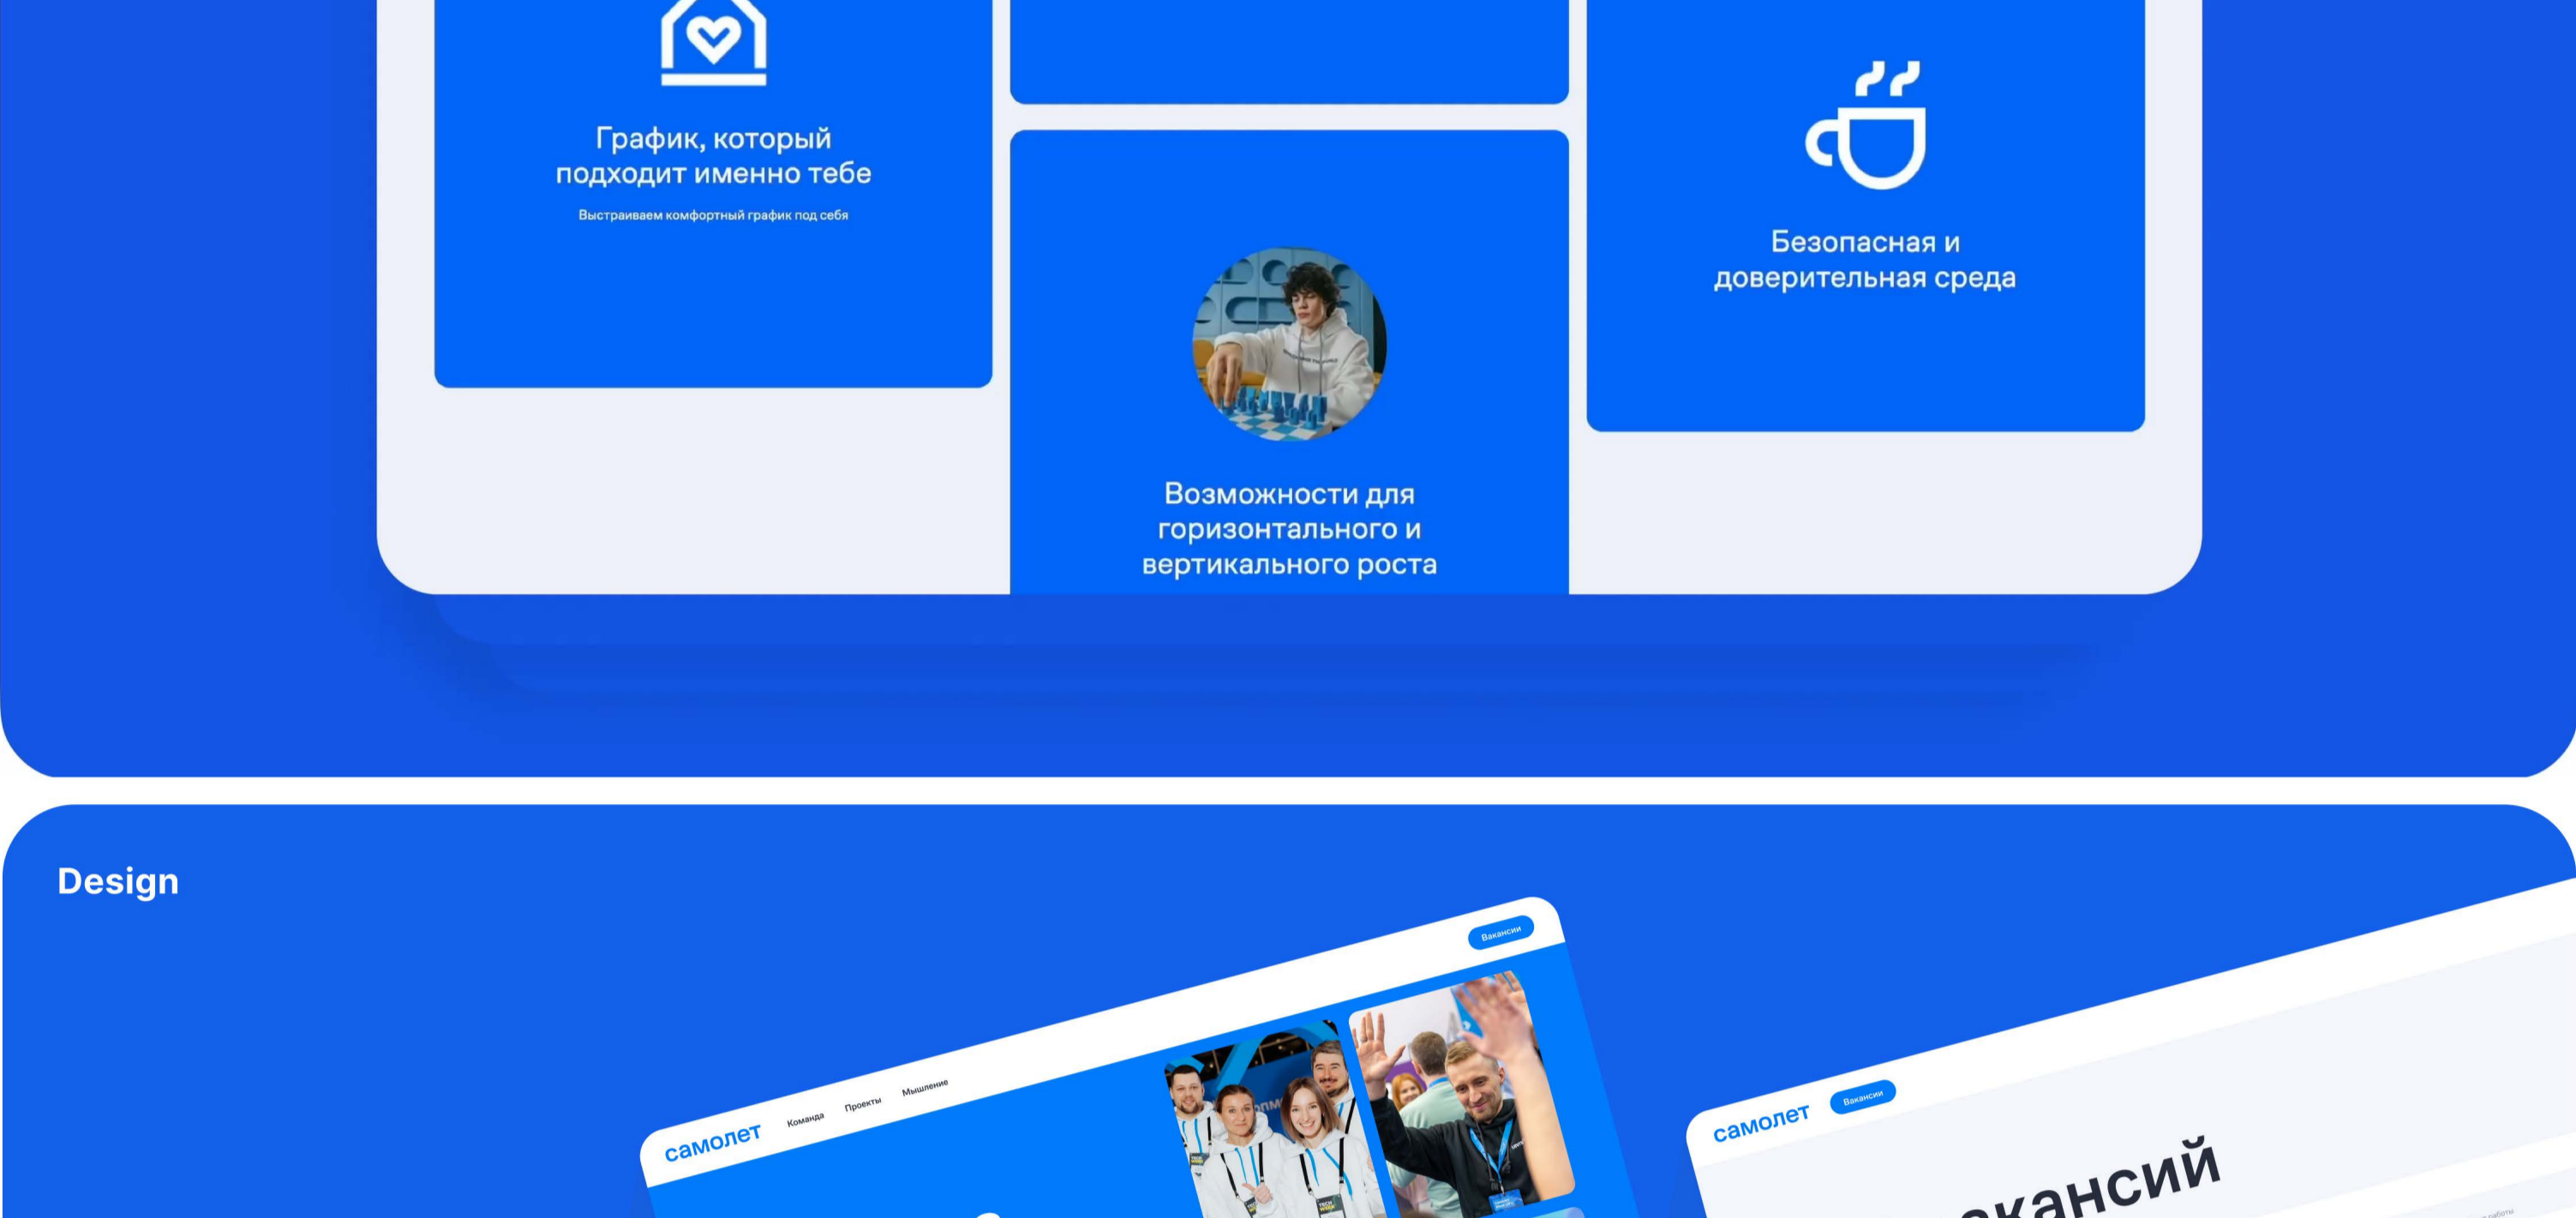 График, который
подходит именно тебе
Выстраиваем комфортный график под себя
Безопасная и
доверительная среда
Возможности для
горизонтального и
вертикального роста
Design
Вакансии
самолет Команда Проекты Мышление
самолет Вакансии
акансий
работы